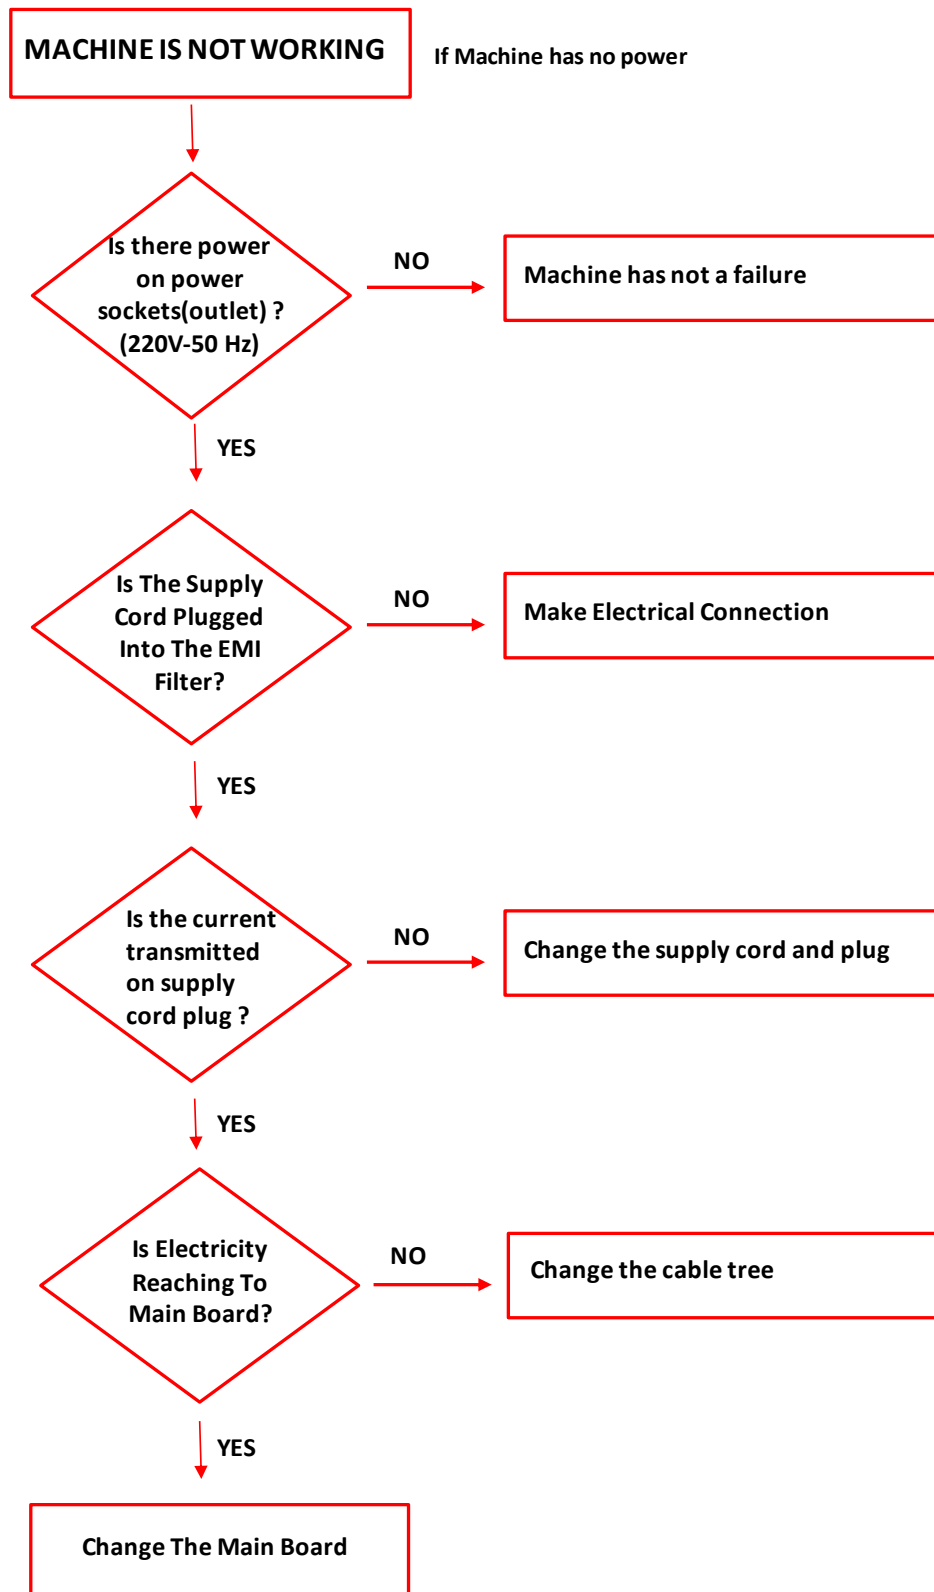 MACHINE IS NOT WORKING
If Machine has no power
Is there power
on power
sockets(outlet) ?
(220V-50 Hz)
NO
Machine has not a failure
YES
Is The Supply
Cord Plugged
Into The EMI
Filter?
NO
Make Electrical Connection
YES
Is the current
transmitted
on supply
cord plug ?
NO
Change the supply cord and plug
YES
Is Electricity
Reaching To
Main Board?
NO
Change the cable tree
YES
Change The Main Board